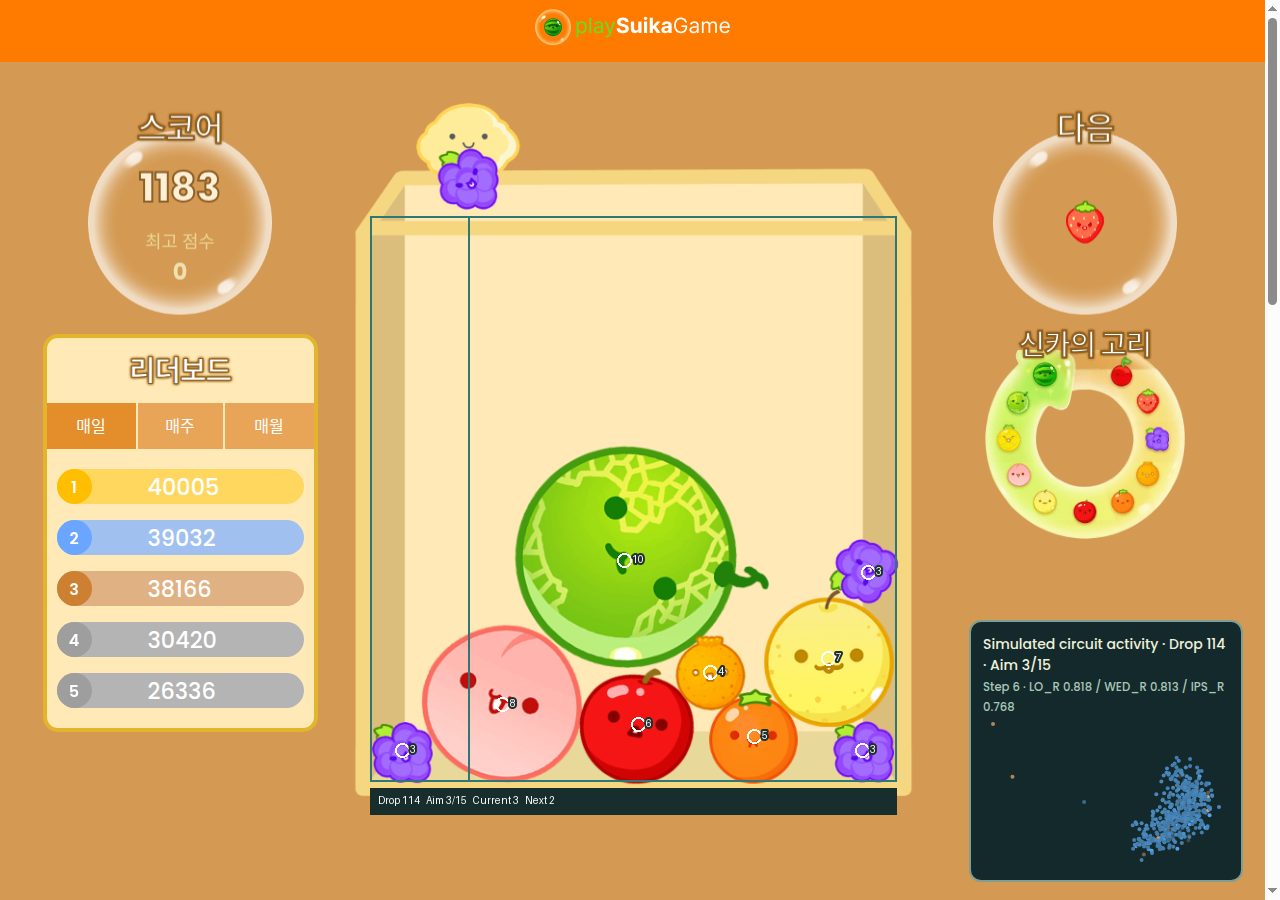 playSuikaGame
스코어
1183
최고 점수
0
다음
리더보드
매일
매주
매월
1 40005
2 39032
3 38166
4 30420
5 26336
신카의 고리
10
3
7
4
8
6
5
3
3
Drop 114 Aim 3/15 Current 3 Next 2
Simulated circuit activity · Drop 114
· Aim 3/15
Step 6 · LO_R 0.818 / WED_R 0.813 / IPS_R
0.768